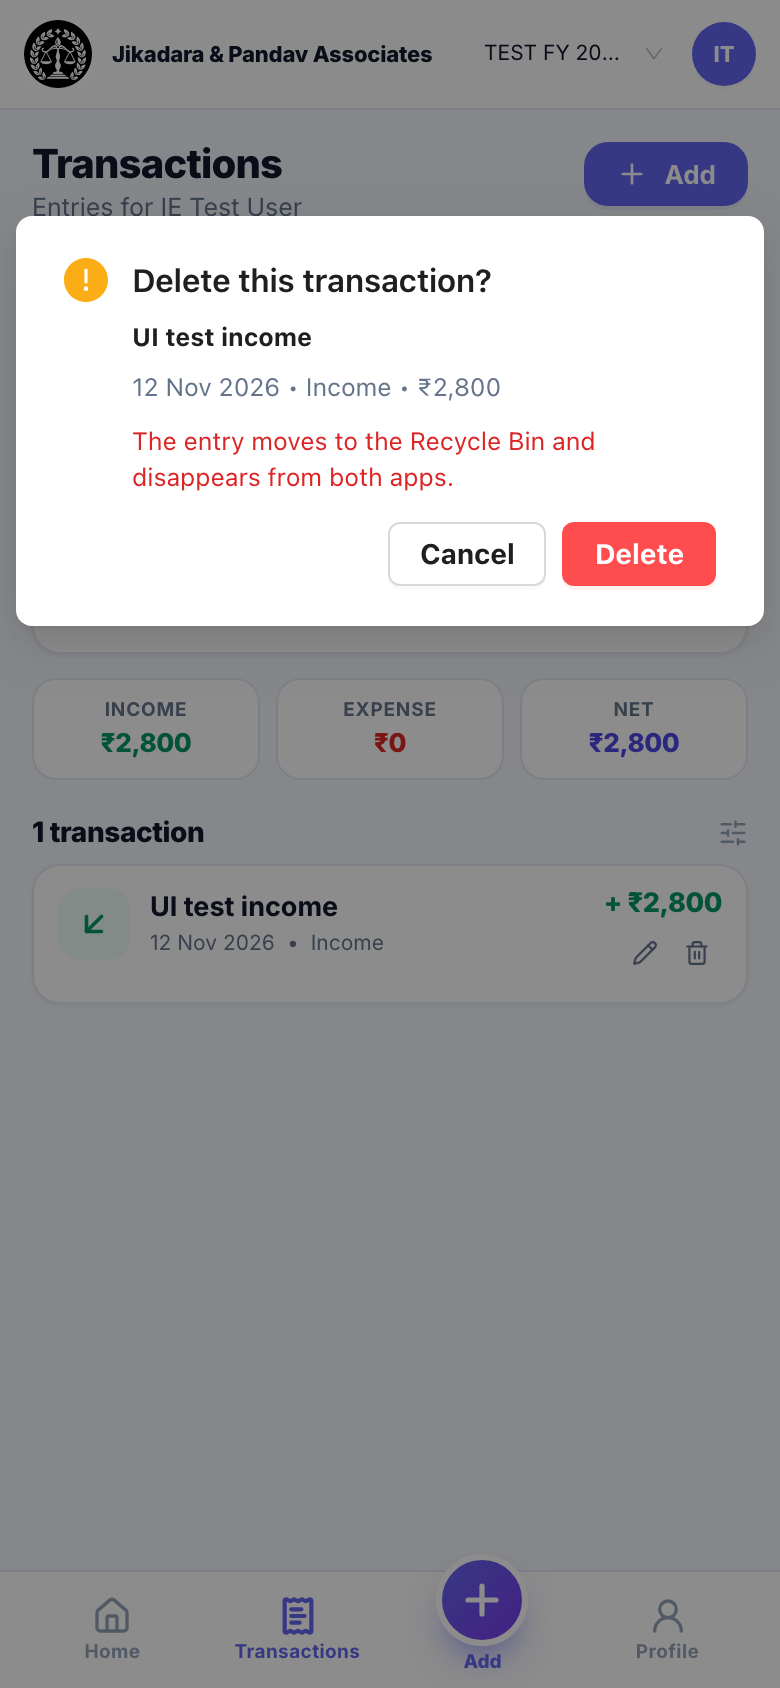 Jikadara & Pandav Associates
TEST FY 20...
IT
Transactions
Add
Entries for IE Test User
!
Delete this transaction?
UI test income
12 Nov 2026 • Income • ₹2,800
The entry moves to the Recycle Bin and
disappears from both apps.
Cancel
Delete
INCOME
₹2,800
EXPENSE
₹0
NET
₹2,800
1 transaction
UI test income
+ ₹2,800
12 Nov 2026 • Income
Home
Transactions
Add
Profile